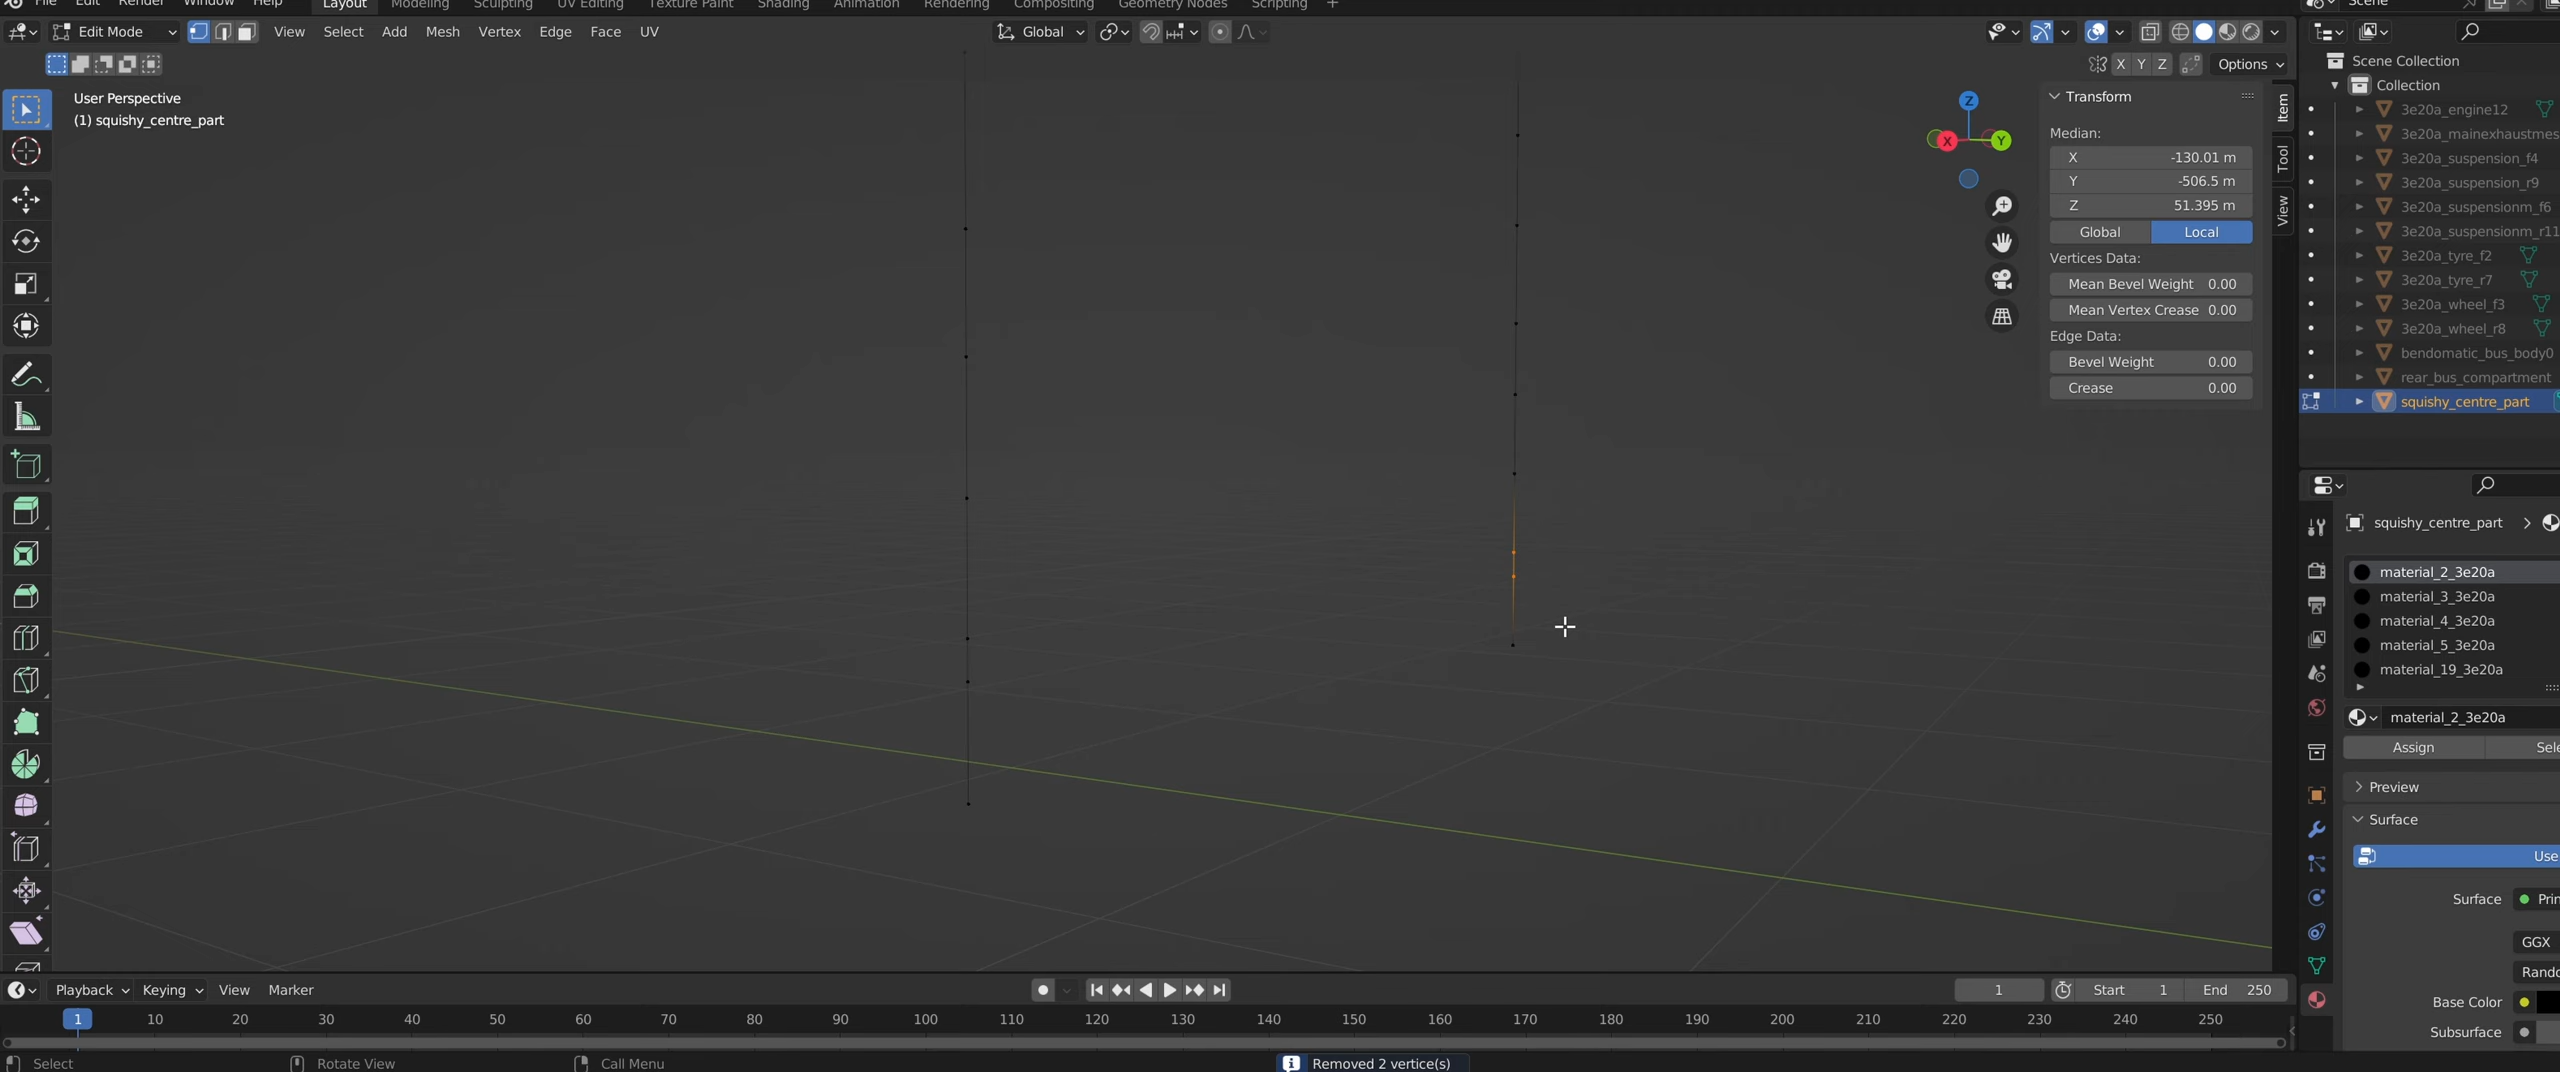 File Edit Render Window Help Layout Modeling Sculpting UV Editing Texture Paint Shading Animation Rendering Compositing Geometry Nodes Scripting + Scene
Edit Mode View Select Add Mesh Vertex Edge Face UV Global
X Y Z Options
User Perspective
(1) squishy_centre_part
Z
X
Y
Transform
Median:
X -130.01 m
Y -506.5 m
Z 51.395 m
Global Local
Vertices Data:
Mean Bevel Weight 0.00
Mean Vertex Crease 0.00
Edge Data:
Bevel Weight 0.00
Crease 0.00
Item
Tool
View
Scene Collection
Collection
3e20a_engine12
3e20a_mainexhaustmes
3e20a_suspension_f4
3e20a_suspension_r9
3e20a_suspensionm_f6
3e20a_suspensionm_r11
3e20a_tyre_f2
3e20a_tyre_r7
3e20a_wheel_f3
3e20a_wheel_r8
bendomatic_bus_body0
rear_bus_compartment
squishy_centre_part
squishy_centre_part
material_2_3e20a
material_3_3e20a
material_4_3e20a
material_5_3e20a
material_19_3e20a
material_2_3e20a
Assign Sele
Preview
Surface
Use
Surface Prin
GGX
Rando
Base Color
Subsurface
Playback Keying View Marker 1 Start 1 End 250
1 10 20 30 40 50 60 70 80 90 100 110 120 130 140 150 160 170 180 190 200 210 220 230 240 250
Select Rotate View Call Menu Removed 2 vertice(s)